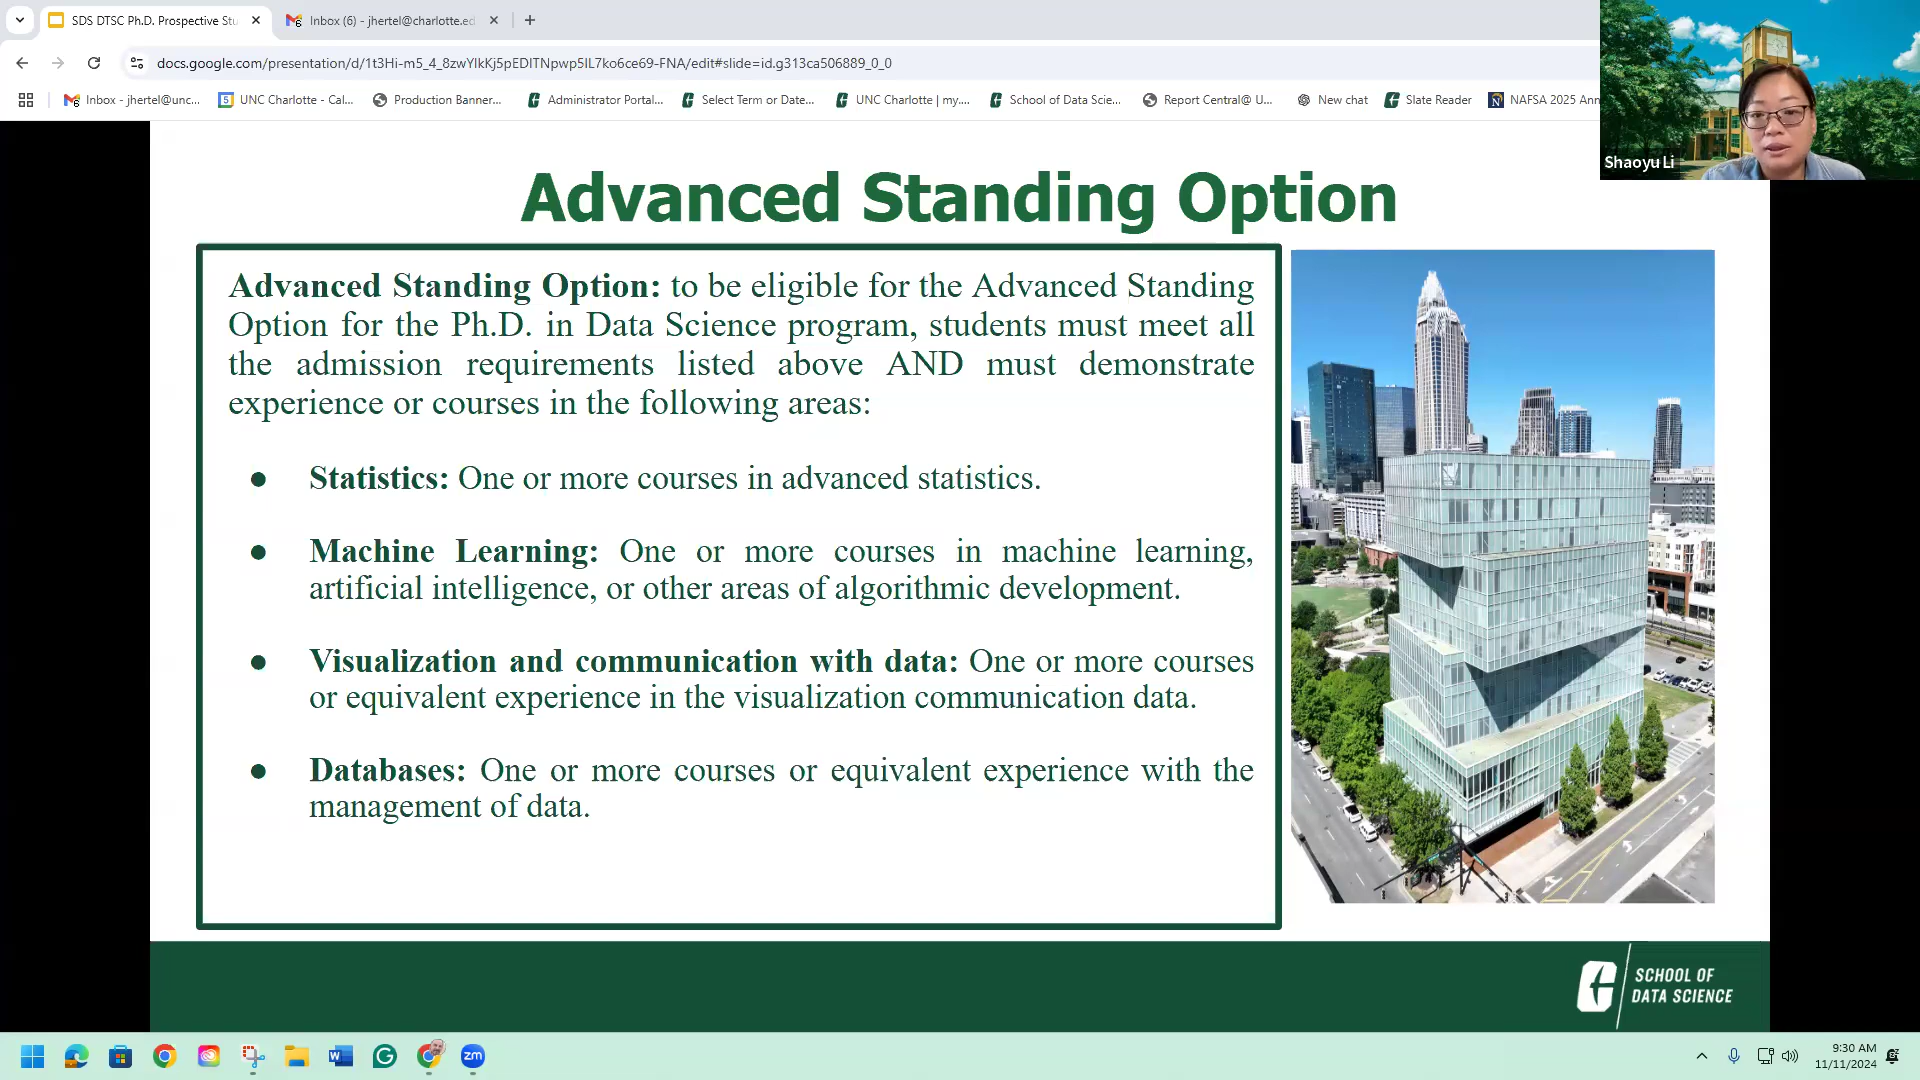 SDS DTSC Ph.D. Prospective Stu
Inbox (6) - jhertel@charlotte.ed
docs.google.com/presentation/d/1t3Hi-m5_4_8zwYlkKj5pEDITNpwp5IL7ko6ce69-FNA/edit#slide=id.g313ca506889_0_0
Inbox - jhertel@unc...
UNC Charlotte - Cal...
Production Banner...
Administrator Portal...
Select Term or Date...
UNC Charlotte | my....
School of Data Scie...
Report Central@ U...
New chat
Slate Reader
NAFSA 2025 Ann
Shaoyu Li
Advanced Standing Option
Advanced Standing Option: to be eligible for the Advanced Standing
Option for the Ph.D. in Data Science program, students must meet all
the admission requirements listed above AND must demonstrate
experience or courses in the following areas:
● Statistics: One or more courses in advanced statistics.
● Machine Learning: One or more courses in machine learning,
artificial intelligence, or other areas of algorithmic development.
● Visualization and communication with data: One or more courses
or equivalent experience in the visualization communication data.
● Databases: One or more courses or equivalent experience with the
management of data.
SCHOOL OF
DATA SCIENCE
zm
9:30 AM
11/11/2024